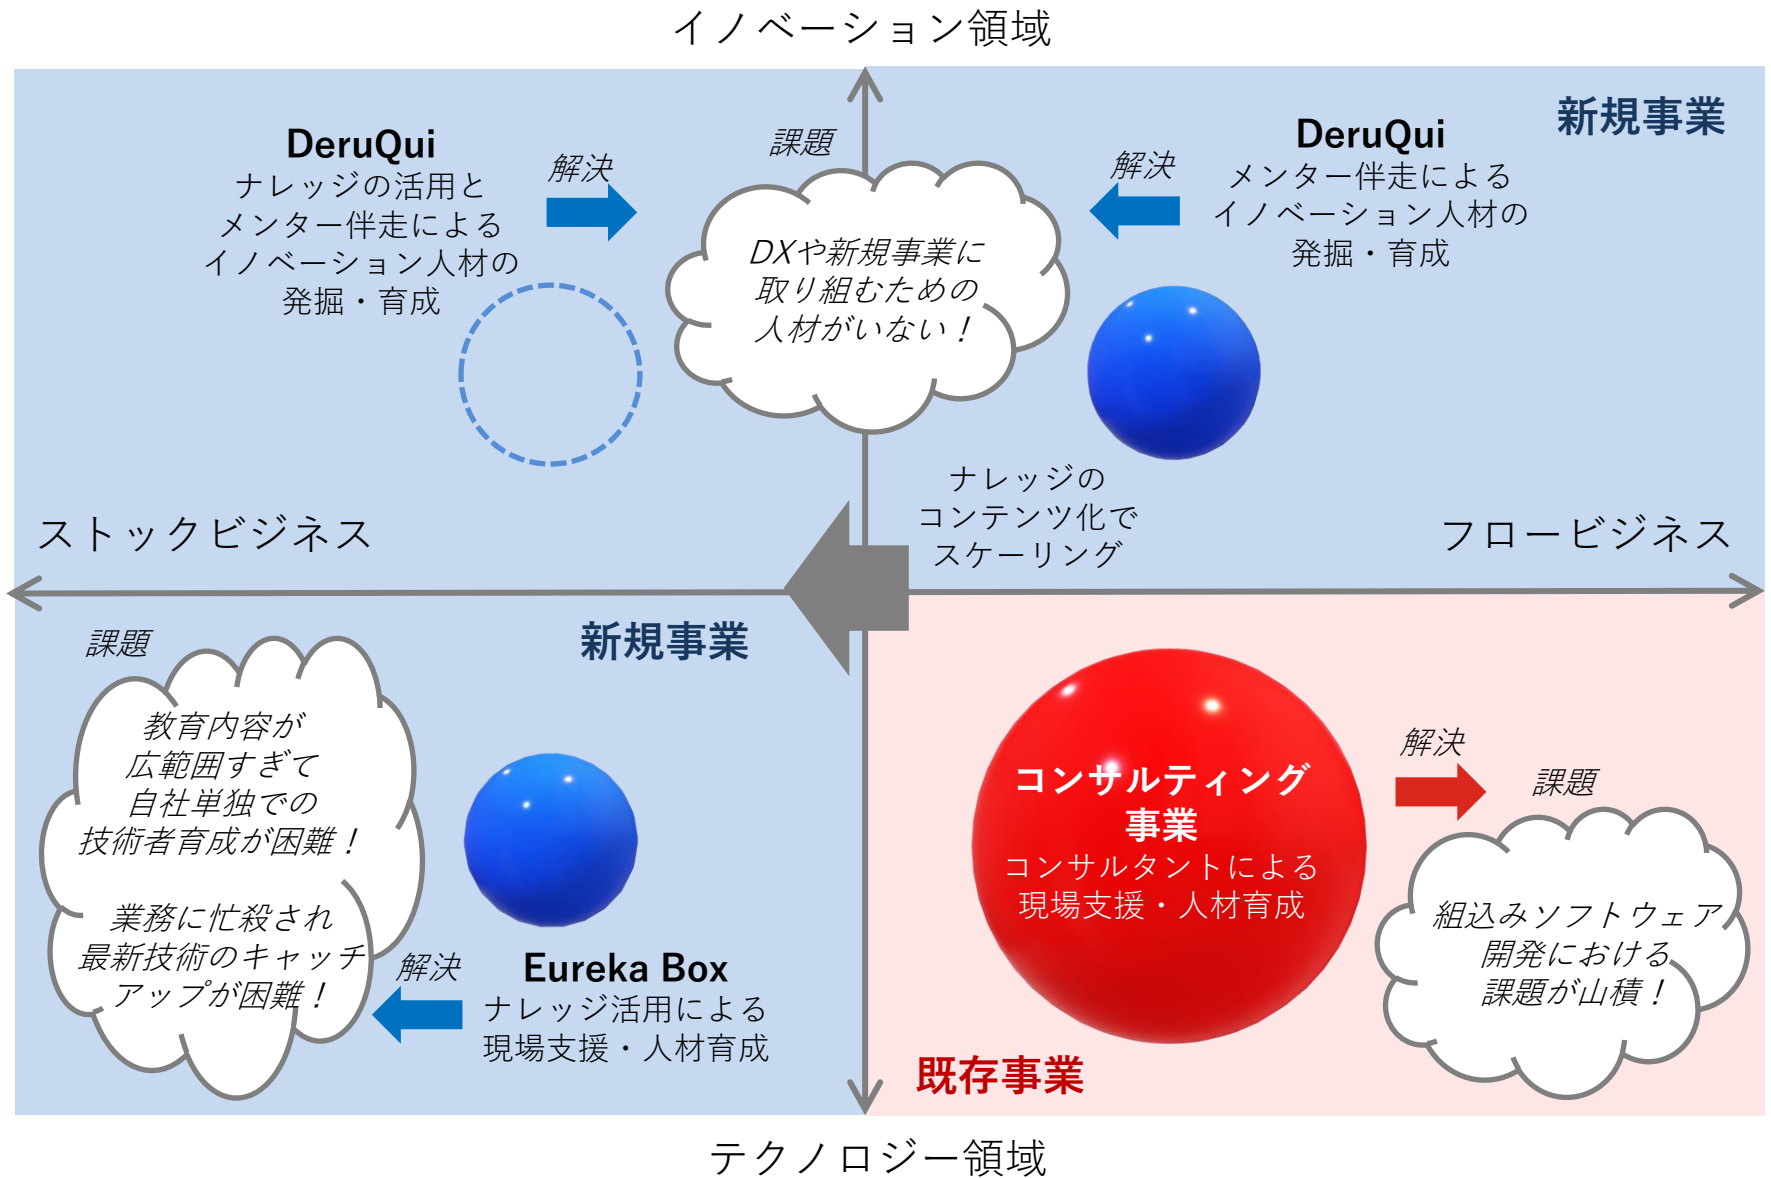 イノベーション領域
新規事業
DeruQui
ナレッジの活用と
メンター伴走による
イノベーション人材の
発掘・育成
解決
課題
DXや新規事業に
取り組むための
人材がいない！
解決
DeruQui
メンター伴走による
イノベーション人材の
発掘・育成
ナレッジの
コンテンツ化で
スケーリング
ストックビジネス
フロービジネス
新規事業
課題
教育内容が
広範囲すぎて
自社単独での
技術者育成が困難！
業務に忙殺され
最新技術のキャッチ
アップが困難！
解決
Eureka Box
ナレッジ活用による
現場支援・人材育成
コンサルティング
事業
コンサルタントによる
現場支援・人材育成
解決
課題
組込みソフトウェア
開発における
課題が山積！
既存事業
テクノロジー領域